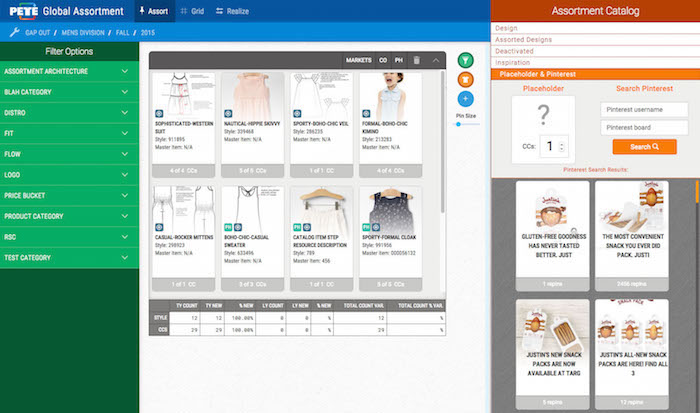 PETE Global Assortment
Assort
Grid
Realize
GAP OUT / MENS DIVISION / FALL / 2015
Filter Options
ASSORTMENT ARCHITECTURE
BLAH CATEGORY
DISTRO
FIT
FLOW
LOGO
PRICE BUCKET
PRODUCT CATEGORY
RSC
TEST CATEGORY
MARKETS CO PH
SOPHISTICATED-WESTERN
SUIT
Style: 911895
Master Item: N/A
4 of 4 CCs
NAUTICAL-HIPPIE SKIVVY
Style: 339468
Master Item: N/A
5 of 5 CCs
SPORTY-BOHO-CHIC VEIL
Style: 286235
Master Item: N/A
1 of 1 CC
FORMAL-BOHO-CHIC
KIMINO
Style: 213283
Master Item: N/A
4 of 4 CCs
CASUAL-ROCKER MITTENS
Style: 298923
Master Item: N/A
1 of 1 CC
PH
BOHO-CHIC-CASUAL
SWEATER
Style: 633496
Master Item: N/A
CCs
PH
CATALOG ITEM STEP
RESOURCE DESCRIPTION
Style: 789
Master Item: 456
1 of 1 CC
PH
SPORTY-FORMAL CLOAK
Style: 991956
Master Item: 000056132
CCs
TY COUNT TY NEW % NEW LY COUNT LY NEW % NEW TOTAL COUNT VAR. TOTAL COUNT % VAR.
STYLE 12 12 100.00% 0 0 % 12 %
CCS 29 29 100.00% 0 0 % 29 %
Pin Size
Assortment Catalog
Design
Assorted Designs
Deactivated
Inspiration
Placeholder & Pinterest
Placeholder
?
CCs: 1
Search Pinterest
Pinterest username
Pinterest board
Search
Pinterest Search Results:
Justin's
GLUTEN-FREE GOODNESS
HAS NEVER TASTED
BETTER. JUST
1 repins
THE MOST CONVENIENT
SNACK YOU EVER DID
PACK. JUSTI
2456 repins
JUSTIN'S NEW SNACK
PACKS ARE NOW
AVAILABLE AT TARG
5 repins
SNACK PACK
JUSTIN'S ALL-NEW SNACK
PACKS ARE HERE! FIND ALL
3
12 repins